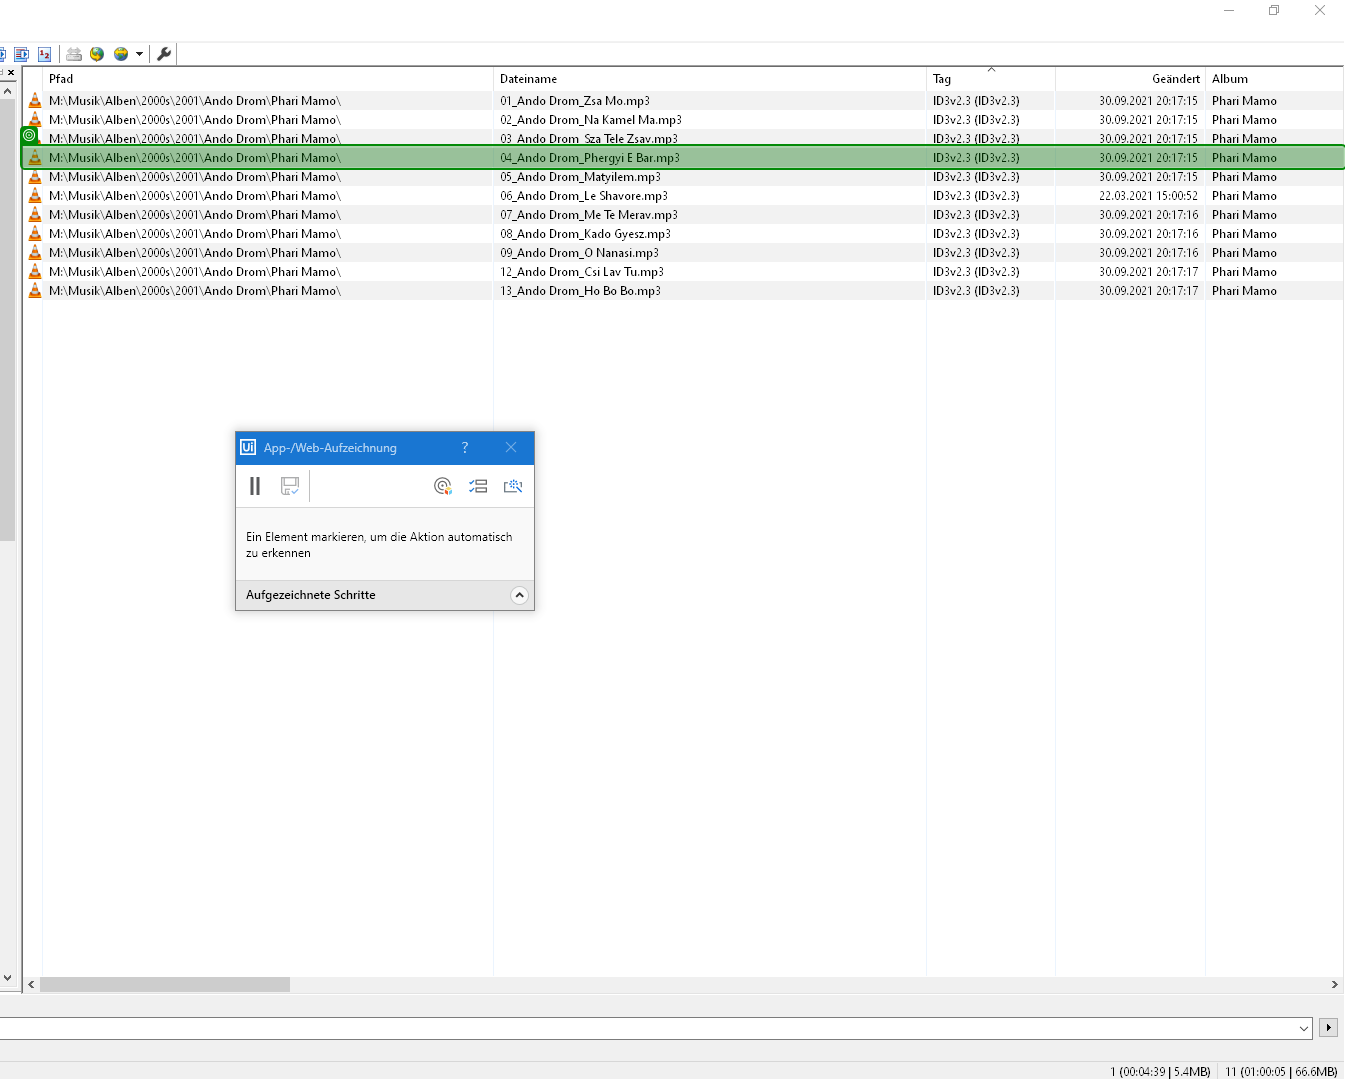 Pfad Dateiname Tag Geändert Album
M:\Musik\Alben\2000s\2001\Ando Drom\Phari Mamo\ 01_Ando Drom_Zsa Mo.mp3 ID3v2.3 (ID3v2.3) 30.09.2021 20:17:15 Phari Mamo
M:\Musik\Alben\2000s\2001\Ando Drom\Phari Mamo\ 02_Ando Drom_Na Kamel Ma.mp3 ID3v2.3 (ID3v2.3) 30.09.2021 20:17:15 Phari Mamo
M:\Musik\Alben\2000s\2001\Ando Drom\Phari Mamo\ 03_Ando Drom_Sza Tele Zsav.mp3 ID3v2.3 (ID3v2.3) 30.09.2021 20:17:15 Phari Mamo
M:\Musik\Alben\2000s\2001\Ando Drom\Phari Mamo\ 04_Ando Drom_Phergyi E Bar.mp3 ID3v2.3 (ID3v2.3) 30.09.2021 20:17:15 Phari Mamo
M:\Musik\Alben\2000s\2001\Ando Drom\Phari Mamo\ 05_Ando Drom_Matyilem.mp3 ID3v2.3 (ID3v2.3) 30.09.2021 20:17:15 Phari Mamo
M:\Musik\Alben\2000s\2001\Ando Drom\Phari Mamo\ 06_Ando Drom_Le Shavore.mp3 ID3v2.3 (ID3v2.3) 22.03.2021 15:00:52 Phari Mamo
M:\Musik\Alben\2000s\2001\Ando Drom\Phari Mamo\ 07_Ando Drom_Me Te Merav.mp3 ID3v2.3 (ID3v2.3) 30.09.2021 20:17:16 Phari Mamo
M:\Musik\Alben\2000s\2001\Ando Drom\Phari Mamo\ 08_Ando Drom_Kado Gyesz.mp3 ID3v2.3 (ID3v2.3) 30.09.2021 20:17:16 Phari Mamo
M:\Musik\Alben\2000s\2001\Ando Drom\Phari Mamo\ 09_Ando Drom_O Nanasi.mp3 ID3v2.3 (ID3v2.3) 30.09.2021 20:17:16 Phari Mamo
M:\Musik\Alben\2000s\2001\Ando Drom\Phari Mamo\ 12_Ando Drom_Csi Lav Tu.mp3 ID3v2.3 (ID3v2.3) 30.09.2021 20:17:17 Phari Mamo
M:\Musik\Alben\2000s\2001\Ando Drom\Phari Mamo\ 13_Ando Drom_Ho Bo Bo.mp3 ID3v2.3 (ID3v2.3) 30.09.2021 20:17:17 Phari Mamo
Ui App-/Web-Aufzeichnung ?
Ein Element markieren, um die Aktion automatisch
zu erkennen
Aufgezeichnete Schritte
1 (00:04:39 | 5.4MB) 11 (01:00:05 | 66.6MB)